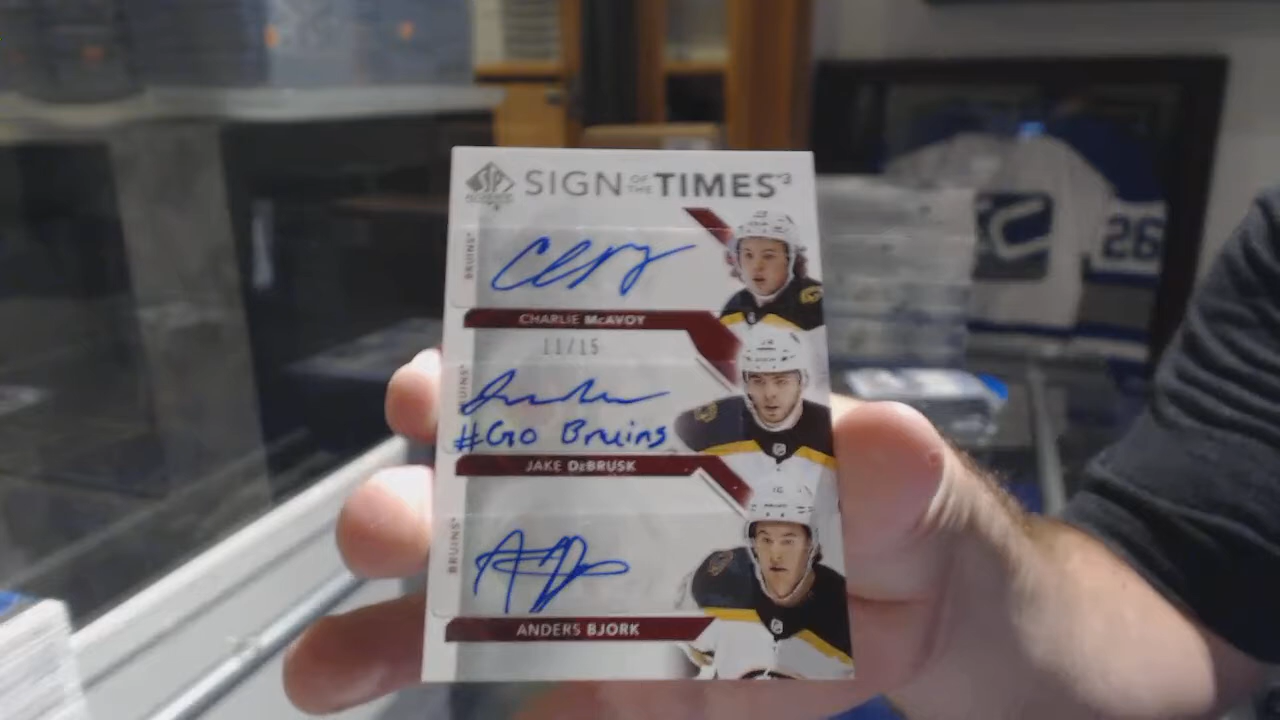 SP SIGN OF THE TIMES³
BRUINS
CHARLIE McAVOY
11/15
BRUINS
#Go Bruins
JAKE DeBRUSK
BRUINS
ANDERS BJORK
26